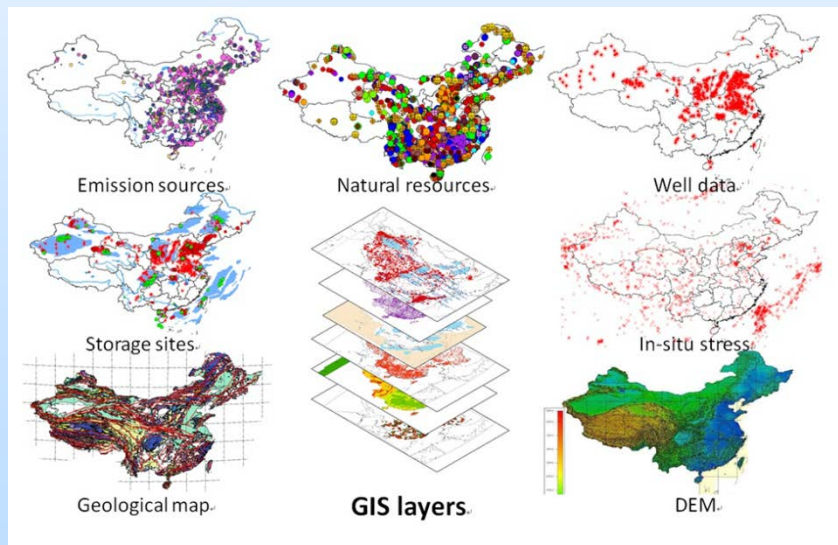 Emission sources
Natural resources
Well data
Storage sites
In-situ stress
Geological map
GIS layers
DEM